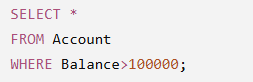 SELECT *
FROM Account
WHERE Balance>100000;